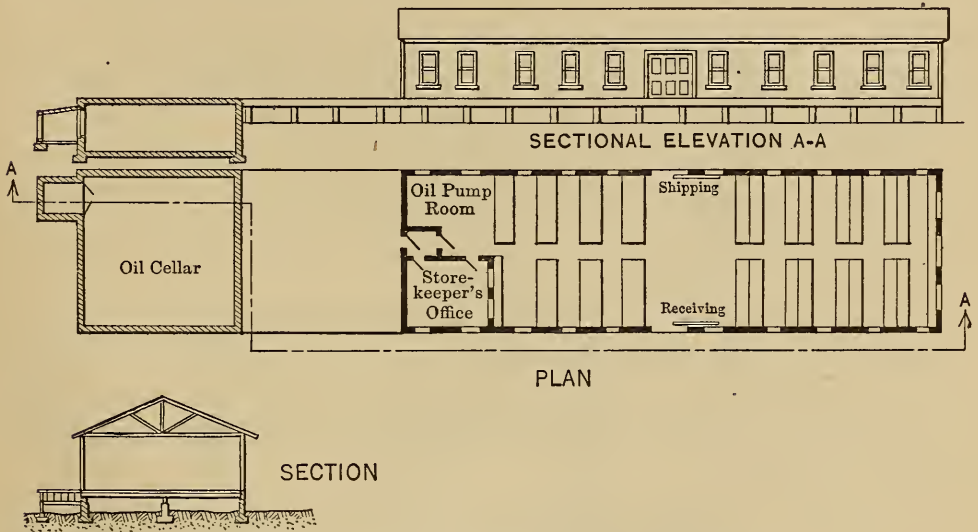 SECTIONAL ELEVATION A-A
A
Oil Pump
Room
Shipping
Oil Cellar
Store-
keeper's
Office
Receiving
A
PLAN
SECTION